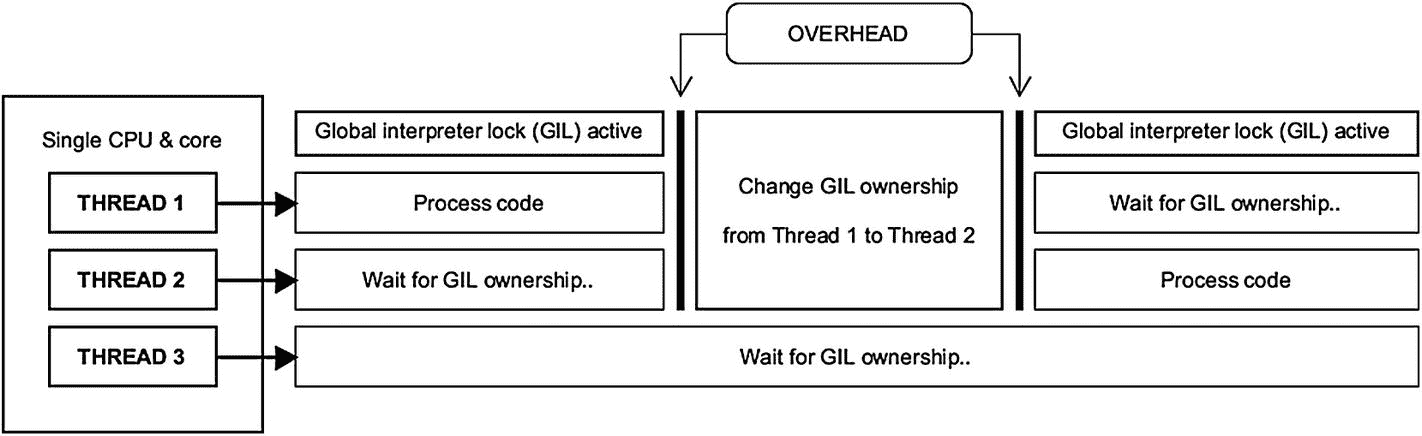 OVERHEAD
Single CPU & core
Global interpreter lock (GIL) active
Global interpreter lock (GIL) active
THREAD 1
Process code
Change GIL ownership
from Thread 1 to Thread 2
Wait for GIL ownership..
THREAD 2
Wait for GIL ownership..
Process code
THREAD 3
Wait for GIL ownership..